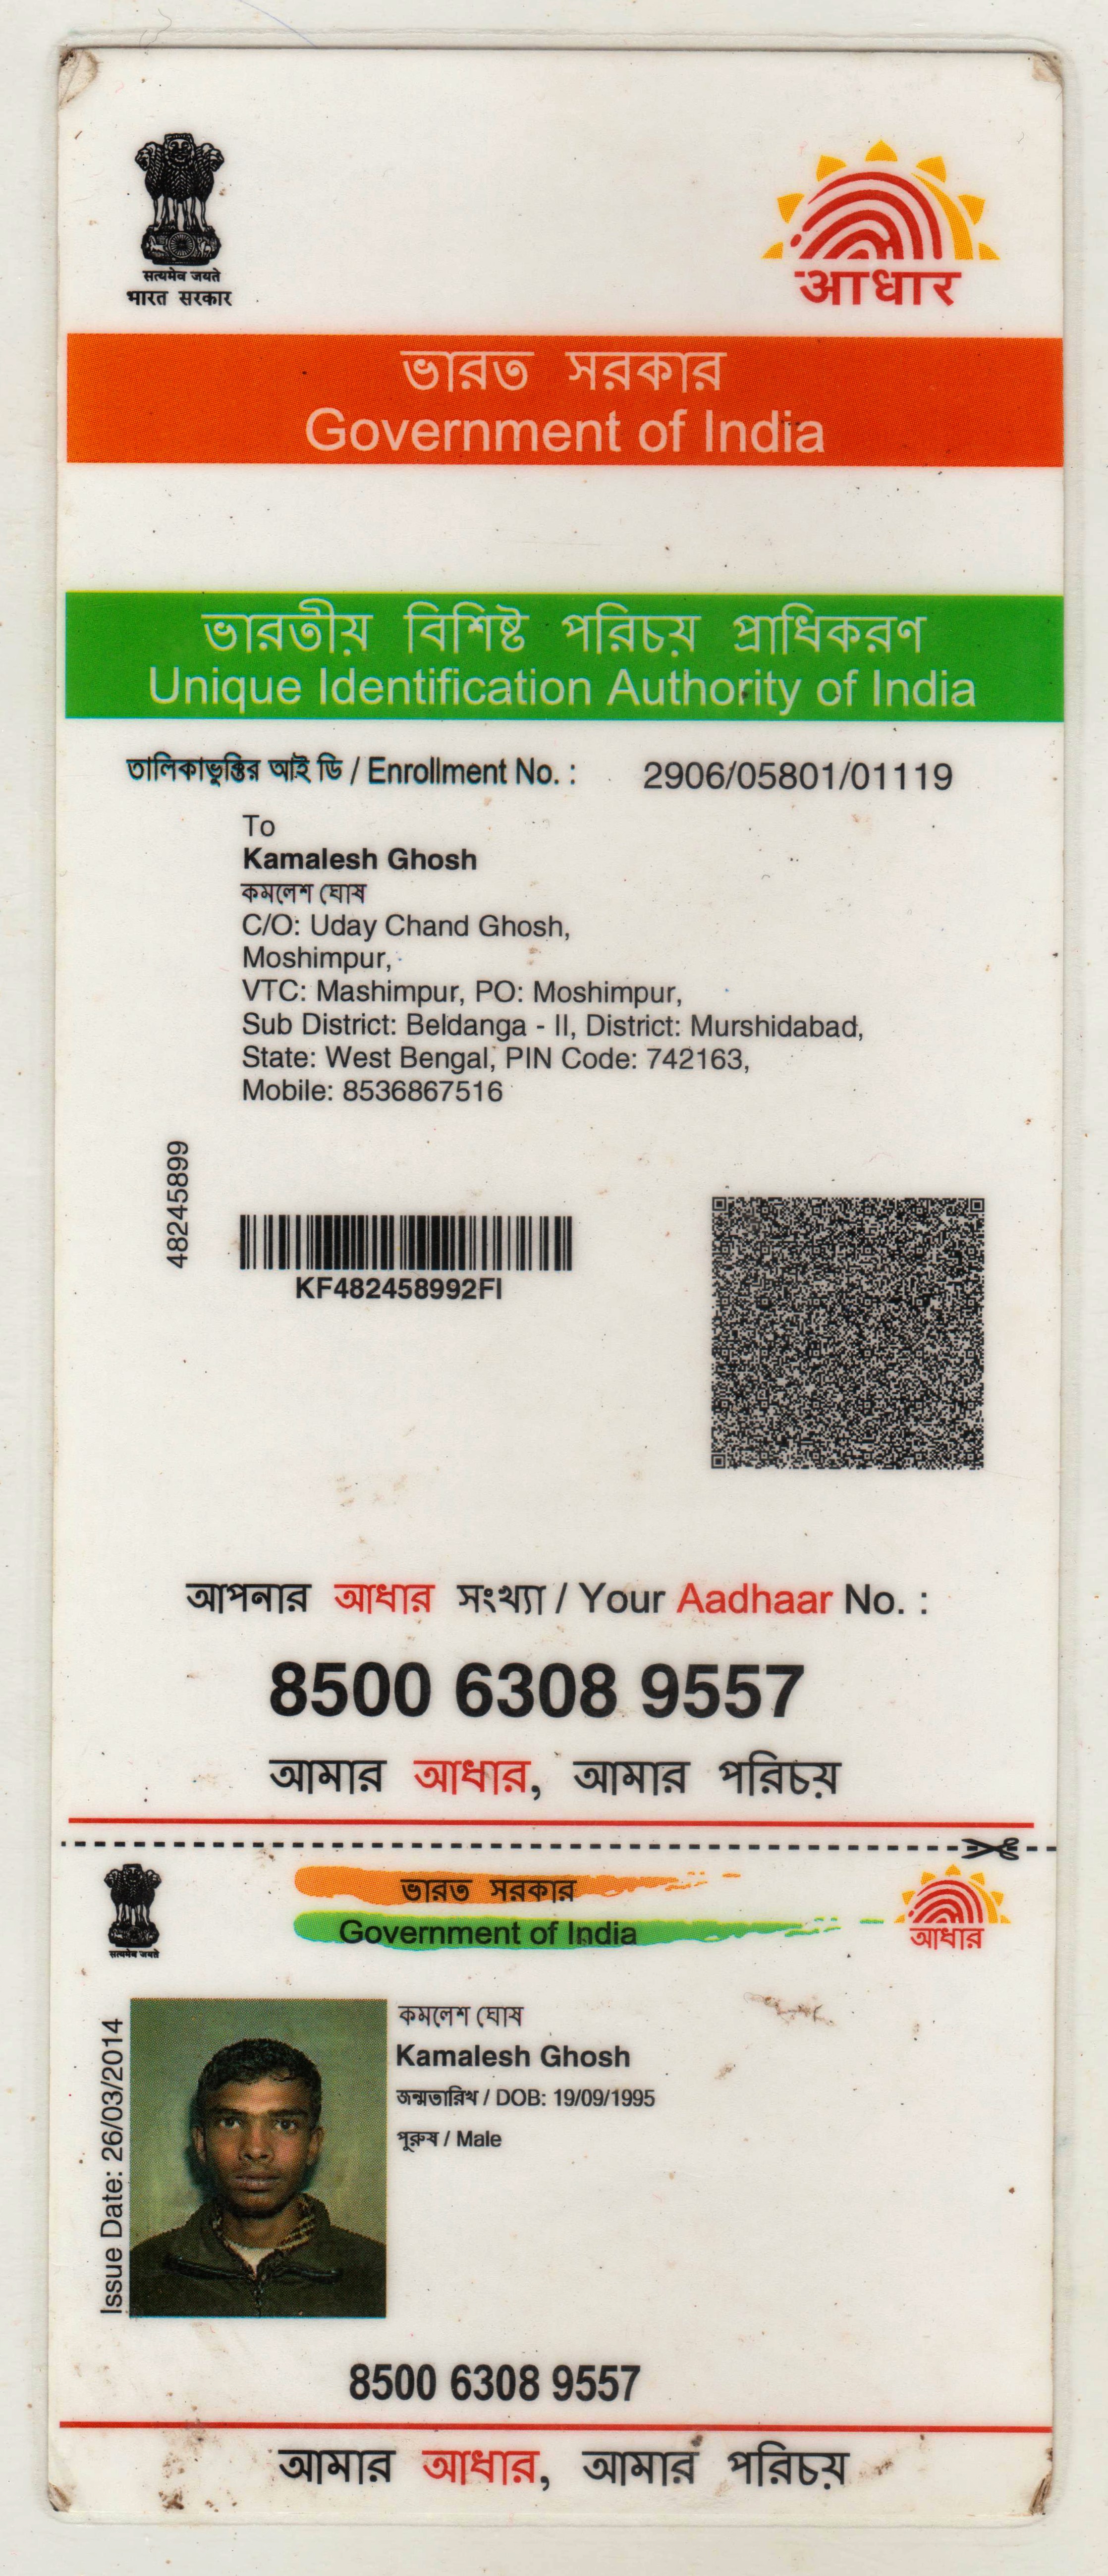 सत्यमेव जयते
भारत सरकार
आधार
ভারত সরকার
Government of India
ভারতীয় বিশিষ্ট পরিচয় প্রাধিকরণ
Unique Identification Authority of India
তালিকাভুক্তির আই ডি / Enrollment No. : 2906/05801/01119
To
Kamalesh Ghosh
কমলেশ ঘোষ
C/O: Uday Chand Ghosh,
Moshimpur,
VTC: Mashimpur, PO: Moshimpur,
Sub District: Beldanga - II, District: Murshidabad,
State: West Bengal, PIN Code: 742163,
Mobile: 8536867516
48245899
KF482458992FI
আপনার আধার সংখ্যা / Your Aadhaar No. :
8500 6308 9557
আমার আধার, আমার পরিচয়
सत्यमेव जयते
ভারত সরকার
Government of India
আধার
Issue Date: 26/03/2014
কমলেশ ঘোষ
Kamalesh Ghosh
জন্মতারিখ / DOB: 19/09/1995
পুরুষ / Male
8500 6308 9557
আমার আধার, আমার পরিচয়